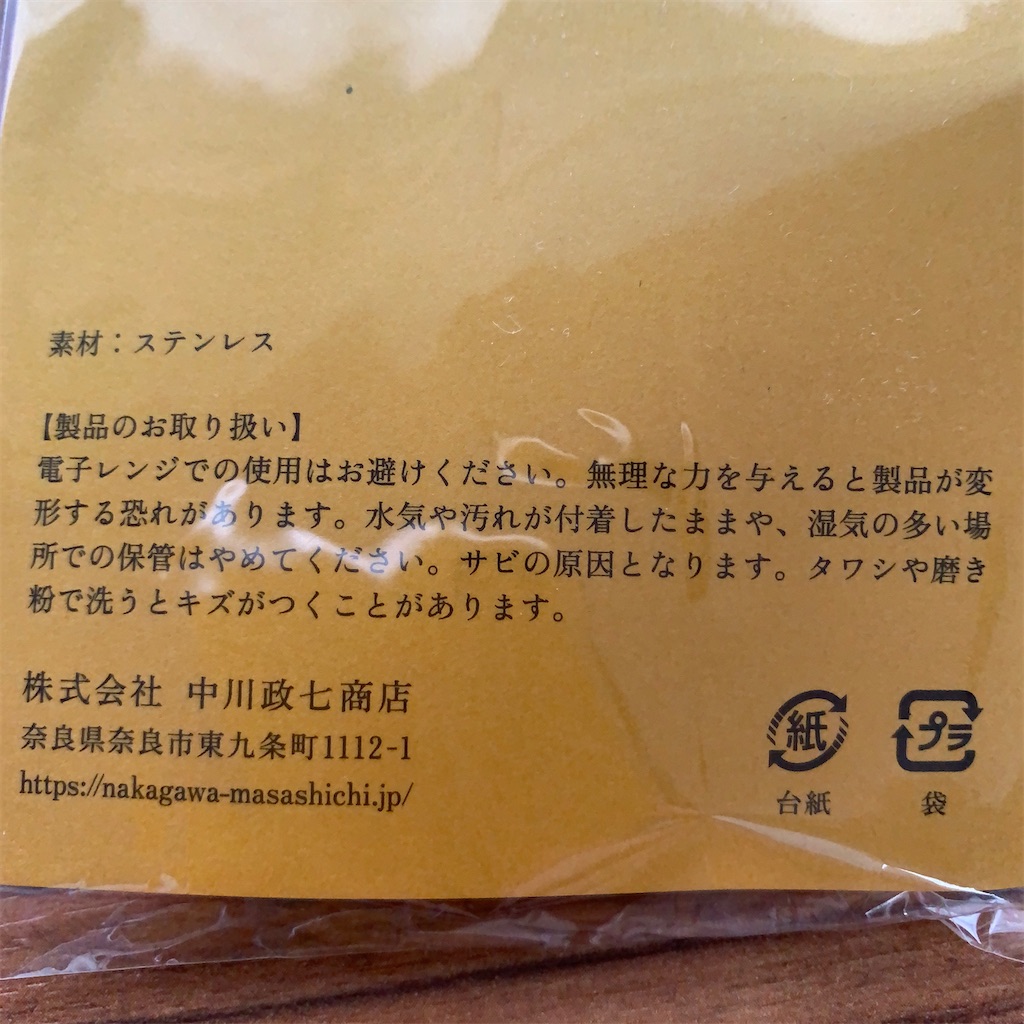 素材：ステンレス
【製品のお取り扱い】
電子レンジでの使用はお避けください。無理な力を与えると製品が変
形する恐れがあります。水気や汚れが付着したままや、湿気の多い場
所での保管はやめてください。サビの原因となります。タワシや磨き
粉で洗うとキズがつくことがあります。
株式会社 中川政七商店
奈良県奈良市東九条町1112-1
https://nakagawa-masashichi.jp/
紙 プラ
台紙 袋